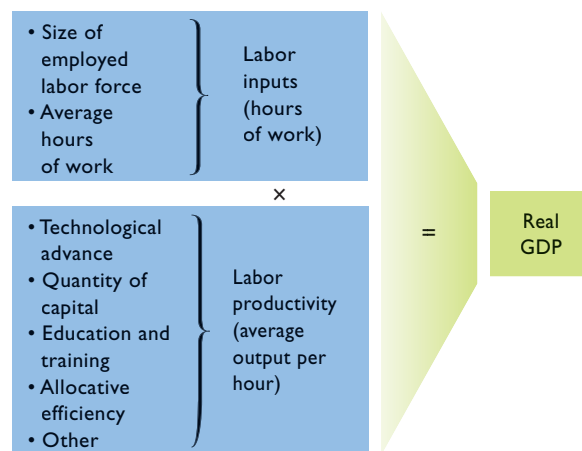 • Size of
employed
labor force
• Average
hours
of work
Labor
inputs
(hours
of work)
×
• Technological
advance
• Quantity of
capital
• Education and
training
• Allocative
efficiency
• Other
Labor
productivity
(average
output per
hour)
=
Real
GDP